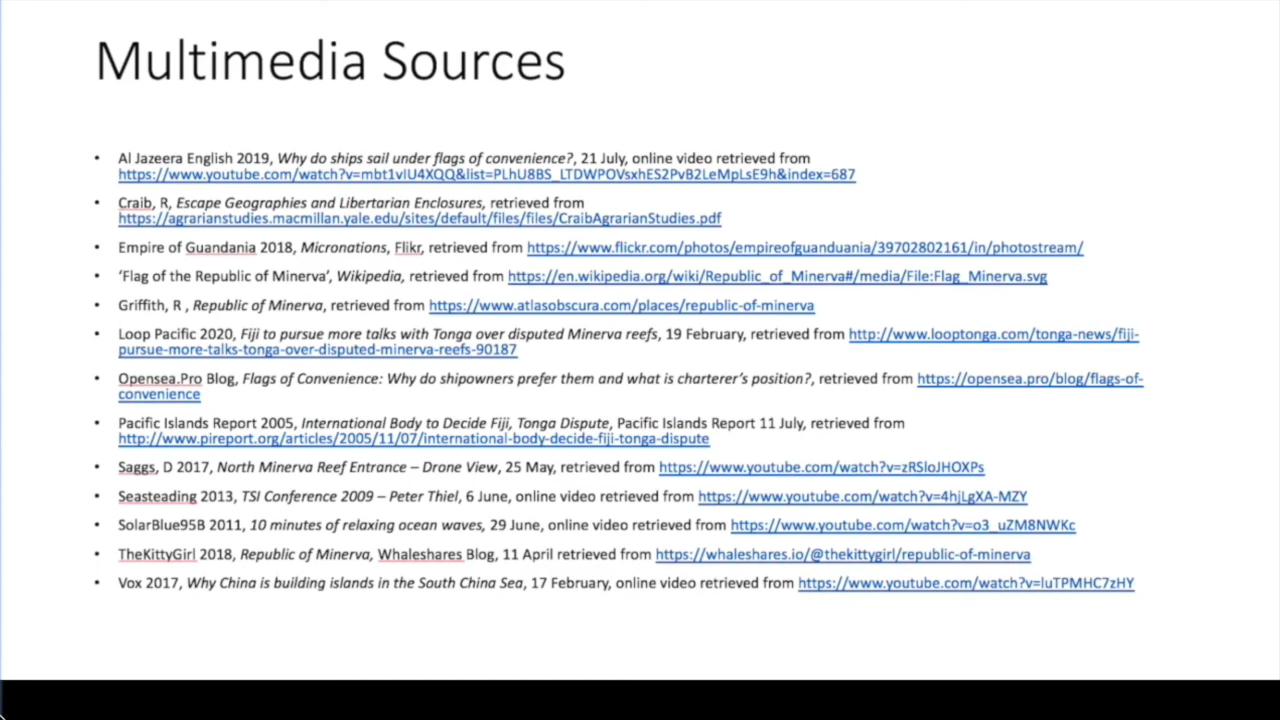 Multimedia Sources
• Al Jazeera English 2019, Why do ships sail under flags of convenience?, 21 July, online video retrieved from
https://www.youtube.com/watch?v=mbt1vIU4XQQ&list=PLhU8BS_LTDWPOVsxhES2PvB2LeMpLsE9h&index=687
• Craib, R, Escape Geographies and Libertarian Enclosures, retrieved from
https://agrarianstudies.macmillan.yale.edu/sites/default/files/files/CraibAgrarianStudies.pdf
• Empire of Guandania 2018, Micronations, Flikr, retrieved from https://www.flickr.com/photos/empireofguanduania/39702802161/in/photostream/
• ‘Flag of the Republic of Minerva’, Wikipedia, retrieved from https://en.wikipedia.org/wiki/Republic_of_Minerva#/media/File:Flag_Minerva.svg
• Griffith, R , Republic of Minerva, retrieved from https://www.atlasobscura.com/places/republic-of-minerva
• Loop Pacific 2020, Fiji to pursue more talks with Tonga over disputed Minerva reefs, 19 February, retrieved from http://www.looptonga.com/tonga-news/fiji-
pursue-more-talks-tonga-over-disputed-minerva-reefs-90187
• Opensea.Pro Blog, Flags of Convenience: Why do shipowners prefer them and what is charterer’s position?, retrieved from https://opensea.pro/blog/flags-of-
convenience
• Pacific Islands Report 2005, International Body to Decide Fiji, Tonga Dispute, Pacific Islands Report 11 July, retrieved from
http://www.pireport.org/articles/2005/11/07/international-body-decide-fiji-tonga-dispute
• Saggs, D 2017, North Minerva Reef Entrance – Drone View, 25 May, retrieved from https://www.youtube.com/watch?v=zRSloJHOXPs
• Seasteading 2013, TSI Conference 2009 – Peter Thiel, 6 June, online video retrieved from https://www.youtube.com/watch?v=4hjLgXA-MZY
• SolarBlue95B 2011, 10 minutes of relaxing ocean waves, 29 June, online video retrieved from https://www.youtube.com/watch?v=o3_uZM8NWKc
• TheKittyGirl 2018, Republic of Minerva, Whaleshares Blog, 11 April retrieved from https://whaleshares.io/@thekittygirl/republic-of-minerva
• Vox 2017, Why China is building islands in the South China Sea, 17 February, online video retrieved from https://www.youtube.com/watch?v=luTPMHC7zHY